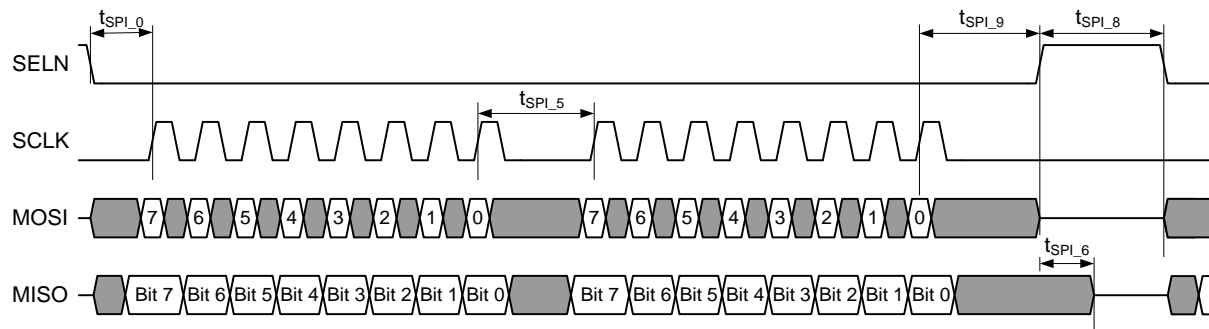 tSPI_0 tSPI_9 tSPI_8
SELN
tSPI_5
SCLK
MOSI 7 6 5 4 3 2 1 0 7 6 5 4 3 2 1 0
tSPI_6
MISO Bit 7 Bit 6 Bit 5 Bit 4 Bit 3 Bit 2 Bit 1 Bit 0 Bit 7 Bit 6 Bit 5 Bit 4 Bit 3 Bit 2 Bit 1 Bit 0